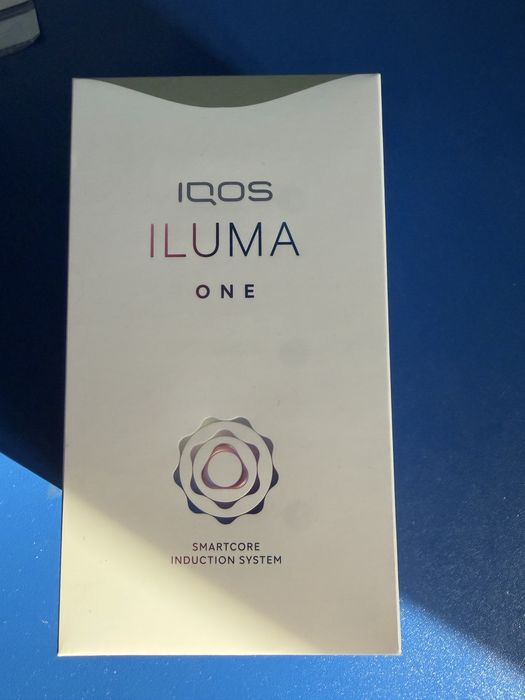 IQOS
ILUMA
ONE
SMARTCORE
INDUCTION SYSTEM